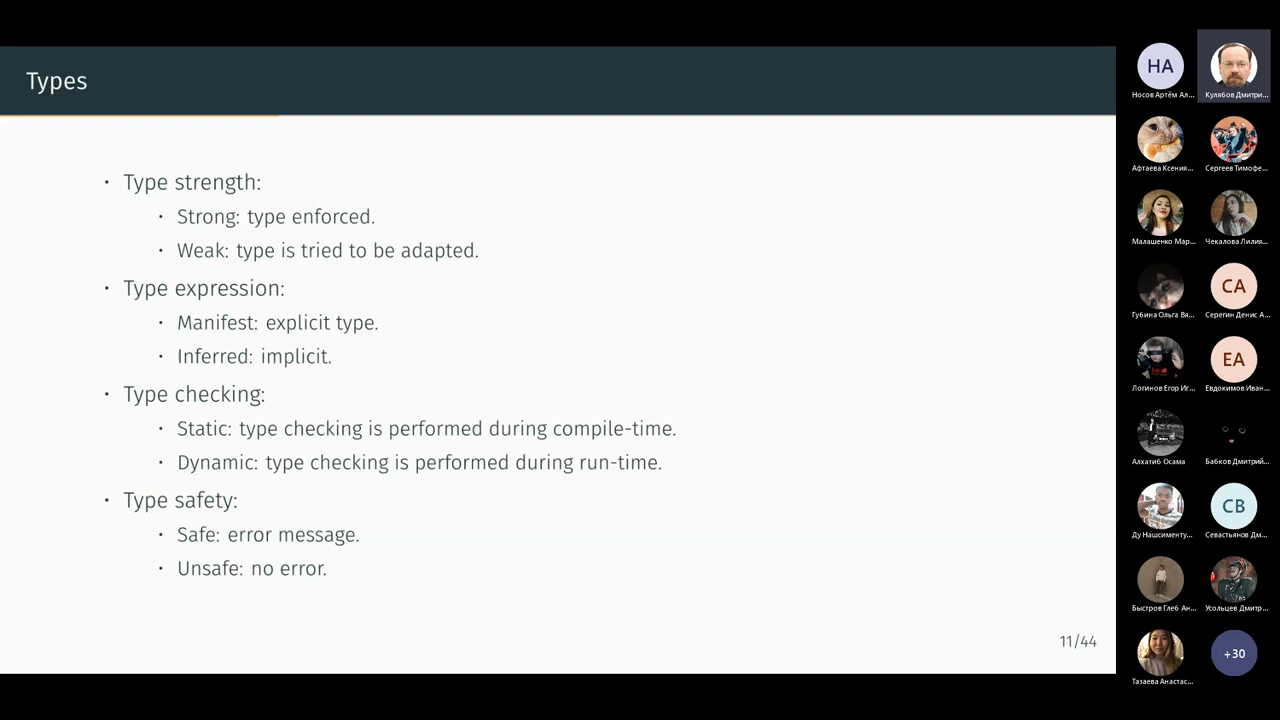 Types
• Type strength:
• Strong: type enforced.
• Weak: type is tried to be adapted.
• Type expression:
• Manifest: explicit type.
• Inferred: implicit.
• Type checking:
• Static: type checking is performed during compile-time.
• Dynamic: type checking is performed during run-time.
• Type safety:
• Safe: error message.
• Unsafe: no error.
11/44
НА
Носов Артём Ал...
Кулябов Дмитри...
Афтаева Ксения...
Сергеев Тимофе...
Малашенко Мар...
Чекалова Лилия...
Губина Ольга Вя...
СА
Серегин Денис А...
Логинов Егор Иг...
ЕА
Евдокимов Иван...
Алхатиб Осама
Бабков Дмитрий...
Ду Нашсименту...
СВ
Севастьянов Дм...
Быстров Глеб Ан...
Усольцев Дмитр...
Тазаева Анастас...
+30